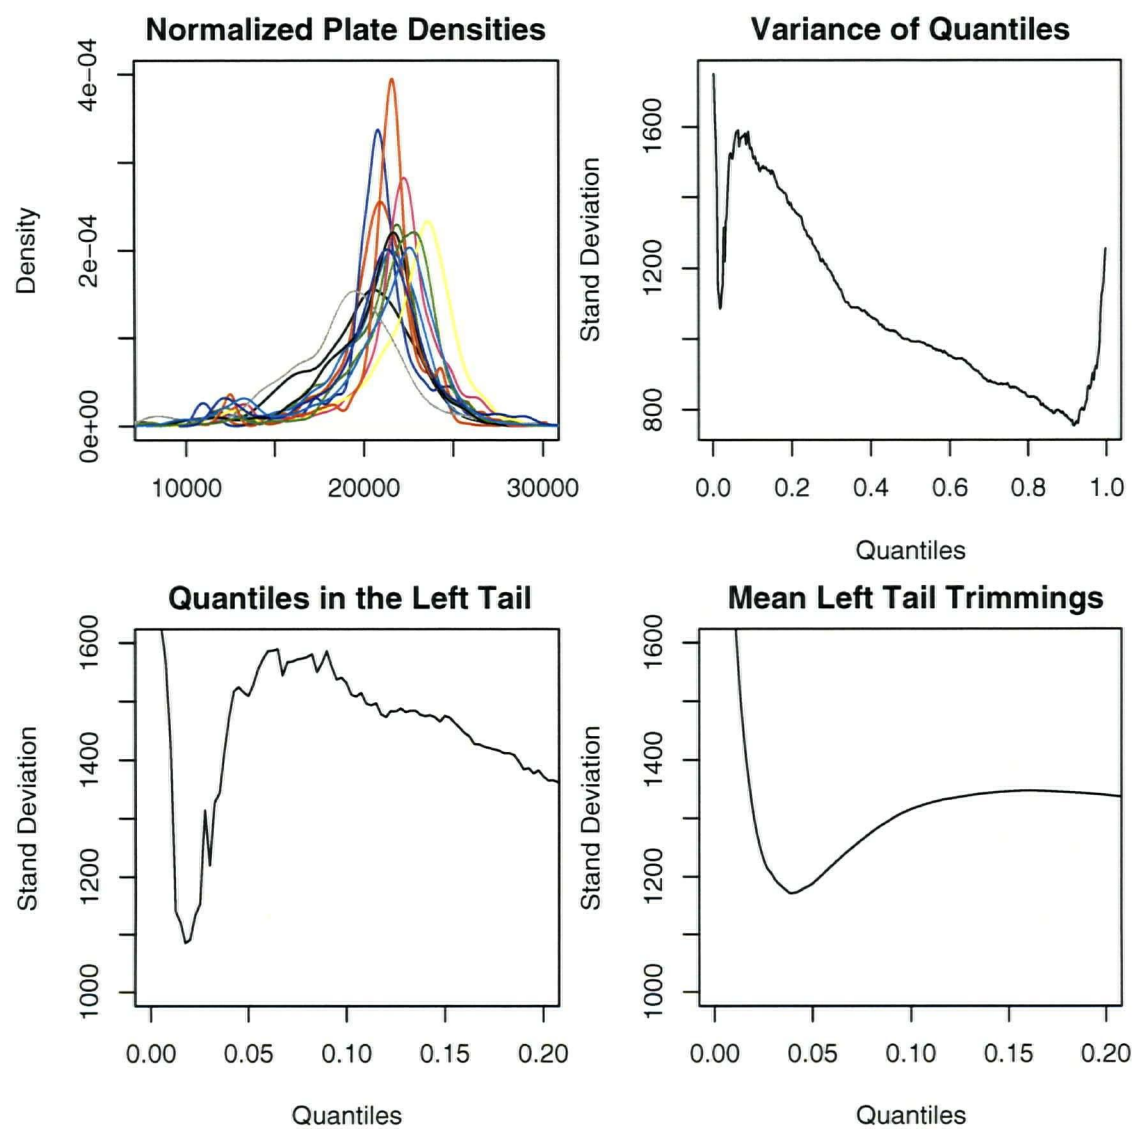 Normalized Plate Densities
Density
4e−04
2e−04
0e+00
10000 20000 30000
Variance of Quantiles
Stand Deviation
1600
1200
800
0.0 0.2 0.4 0.6 0.8 1.0
Quantiles
Quantiles in the Left Tail
Stand Deviation
1600
1400
1200
1000
0.00 0.05 0.10 0.15 0.20
Quantiles
Mean Left Tail Trimmings
Stand Deviation
1600
1400
1200
1000
0.00 0.05 0.10 0.15 0.20
Quantiles